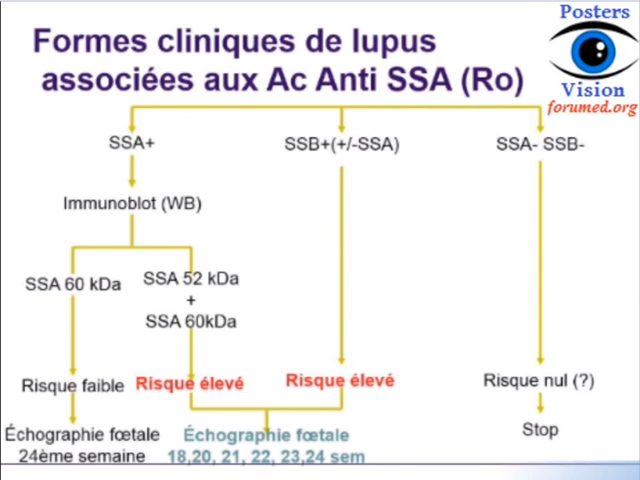 Formes cliniques de lupus
associées aux Ac Anti SSA (Ro)
Posters
Vision
forumed.org
SSA+
SSB+(+/-SSA)
SSA- SSB-
Immunoblot (WB)
SSA 60 kDa
SSA 52 kDa
+
SSA 60kDa
Risque faible
Risque élevé
Risque élevé
Risque nul (?)
Échographie fœtale
24ème semaine
Échographie fœtale
18,20, 21, 22, 23,24 sem
Stop